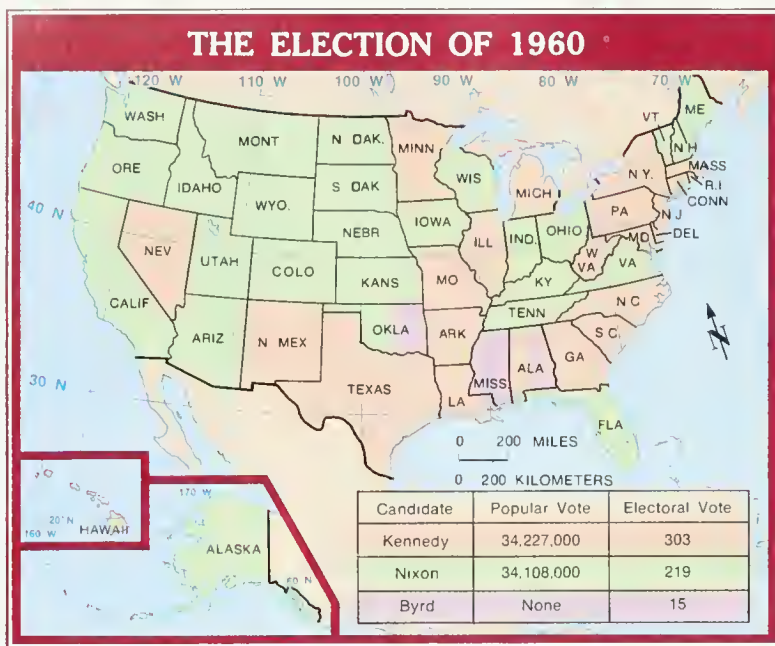 THE ELECTION OF 1960
120 W 110 W 100 W 90 W 80 W 70 W
WASH
MONT
N DAK.
MINN
VT.
ME
N H
ORE
IDAHO
S DAK
WIS
MICH
N.Y.
MASS
R.I
CONN
WYO.
40 N
IOWA
PA
N J
NEBR
OHIO
DEL
NEV
UTAH
COLO
ILL
IND.
W VA
MD
VA
KANS
MO
KY
CALIF
N C
TENN
ARIZ
N MEX
OKLA
ARK
S C
30 N
TEXAS
LA
MISS
ALA
GA
FLA
0 200 MILES
0 200 KILOMETERS
170 W
20° N
160 W
HAWAII
ALASKA
60 N
Candidate Popular Vote Electoral Vote
Kennedy 34,227,000 303
Nixon 34,108,000 219
Byrd None 15